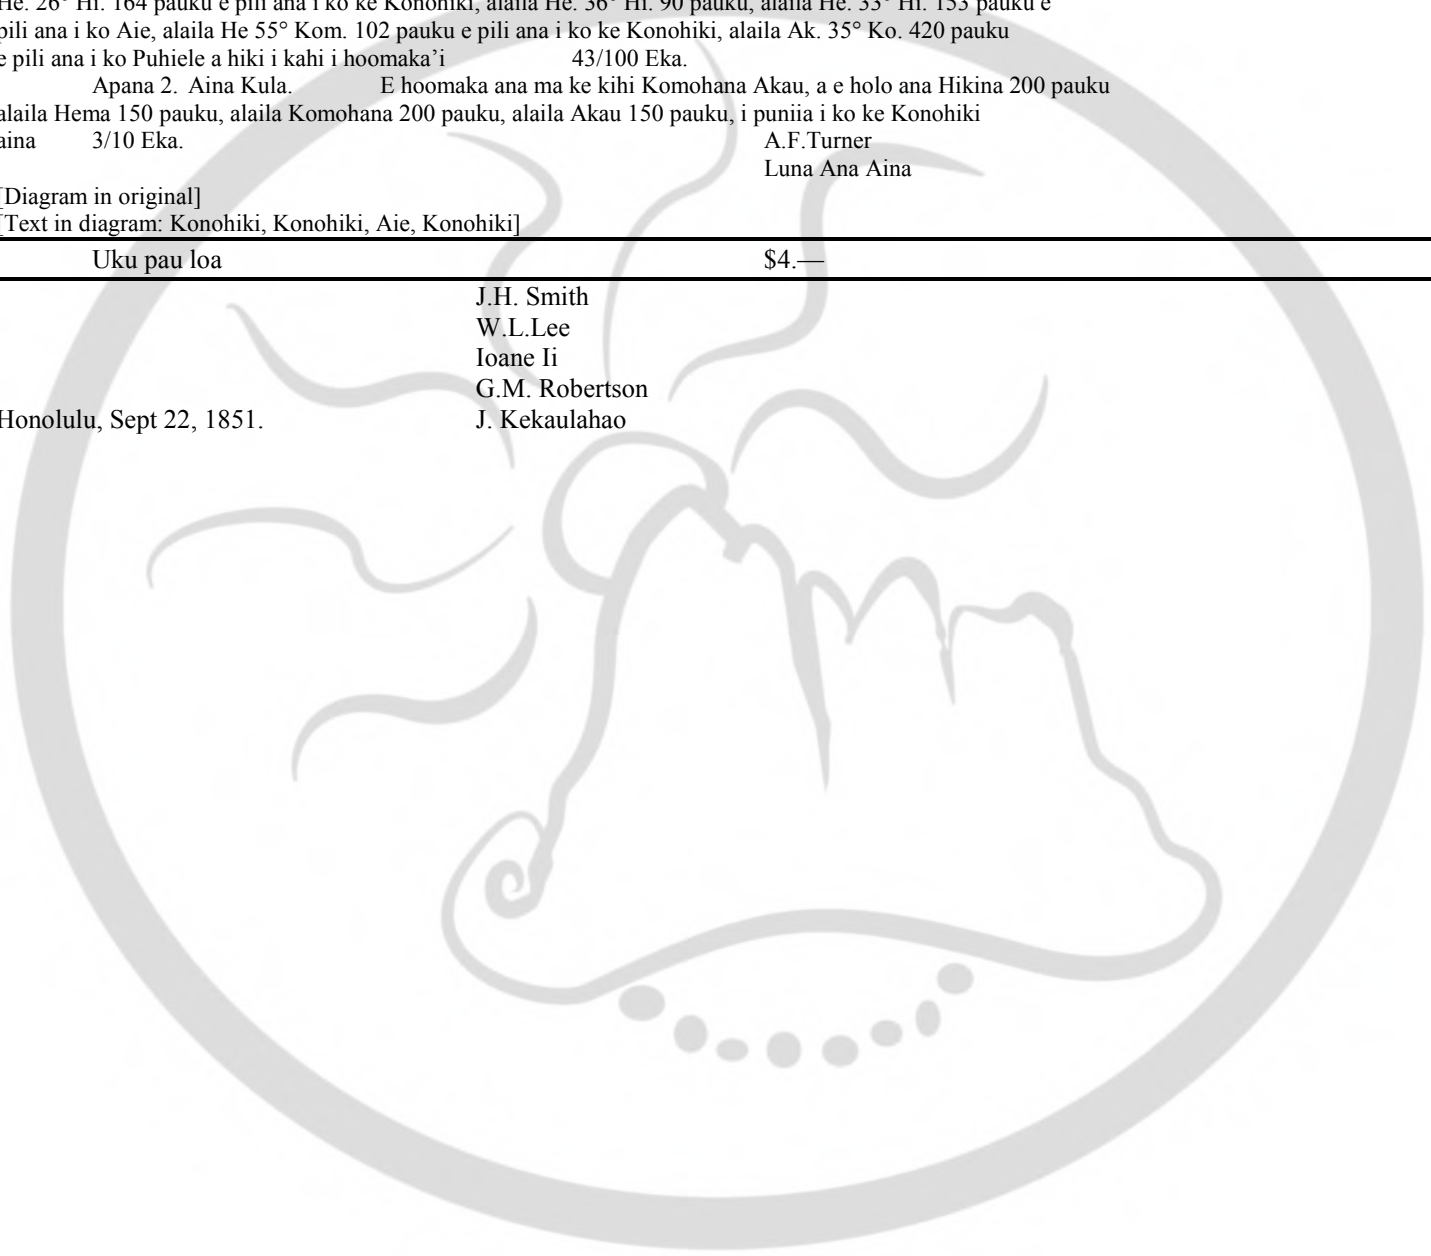 He. 26° Hi. 164 pauku e pili ana i ko ke Konohiki, alaila He. 36° Hi. 90 pauku, alaila He. 33° Hi. 153 pauku e
pili ana i ko Aie, alaila He 55° Kom. 102 pauku e pili ana i ko ke Konohiki, alaila Ak. 35° Ko. 420 pauku
e pili ana i ko Puhiele a hiki i kahi i hoomaka’i 43/100 Eka.
Apana 2. Aina Kula. E hoomaka ana ma ke kihi Komohana Akau, a e holo ana Hikina 200 pauku
alaila Hema 150 pauku, alaila Komohana 200 pauku, alaila Akau 150 pauku, i puniia i ko ke Konohiki
aina 3/10 Eka. A.F.Turner
Luna Ana Aina
[Diagram in original]
[Text in diagram: Konohiki, Konohiki, Aie, Konohiki]
Uku pau loa $4.—
J.H. Smith
W.L.Lee
Ioane Ii
G.M. Robertson
Honolulu, Sept 22, 1851. J. Kekaulahao